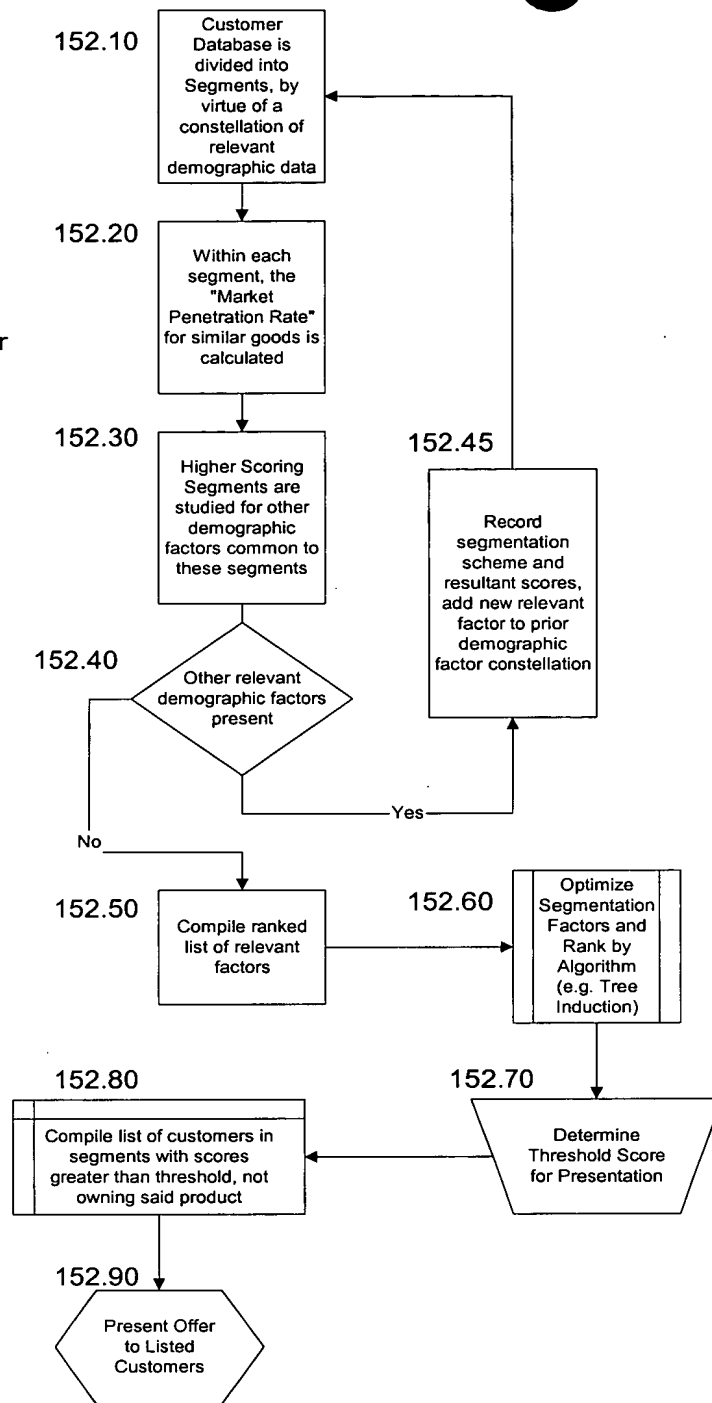 152.10
Customer
Database is
divided into
Segments, by
virtue of a
constellation of
relevant
demographic data
152.20
Within each
segment, the
"Market
Penetration Rate"
for similar goods is
calculated
r
152.30
Higher Scoring
Segments are
studied for other
demographic
factors common to
these segments
152.45
Record
segmentation
scheme and
resultant scores,
add new relevant
factor to prior
demographic
factor constellation
152.40
Other relevant
demographic factors
present
Yes
No
152.50
Compile ranked
list of relevant
factors
152.60
Optimize
Segmentation
Factors and
Rank by
Algorithm
(e.g. Tree
Induction)
152.70
Determine
Threshold Score
for Presentation
152.80
Compile list of customers in
segments with scores
greater than threshold, not
owning said product
152.90
Present Offer
to Listed
Customers